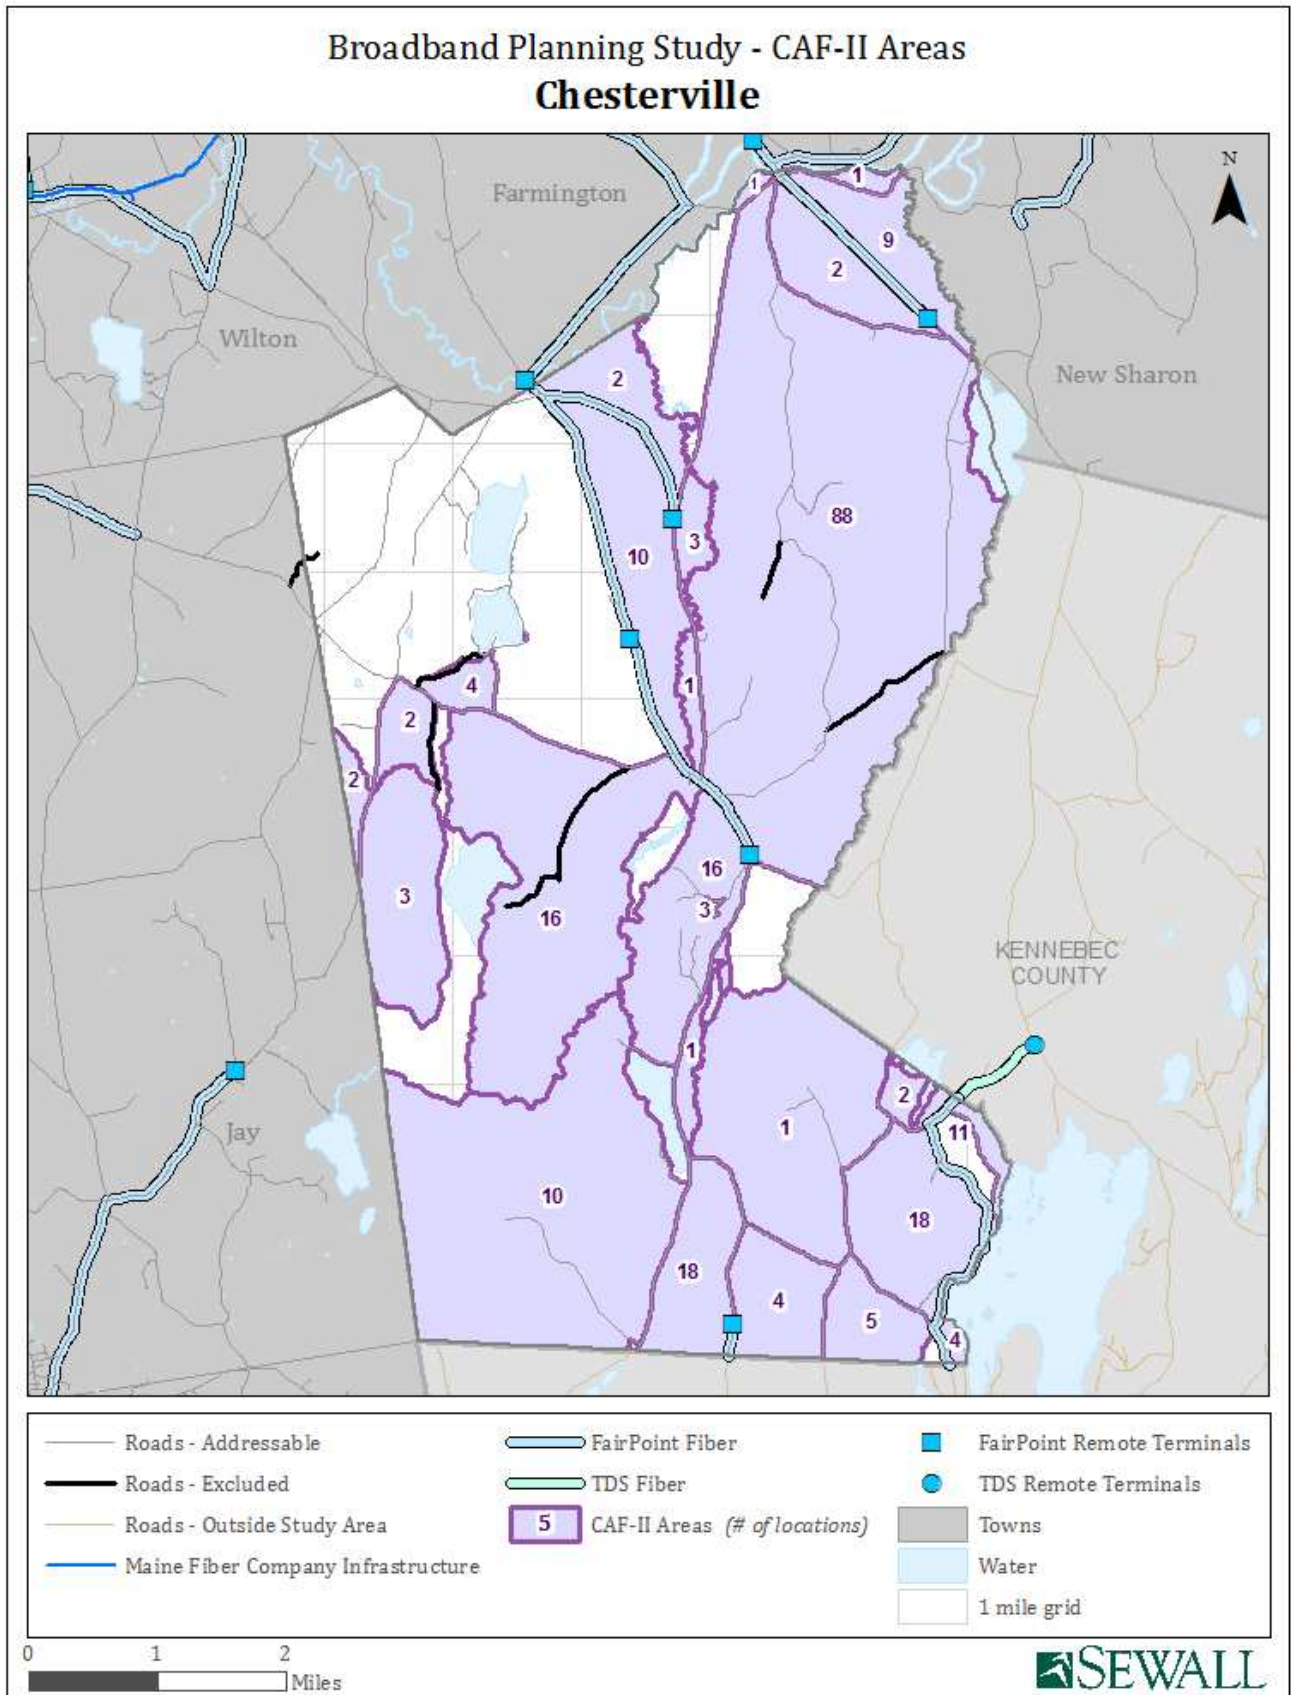 Broadband Planning Study - CAF-II Areas
Chesterville
N
Farmington
1
1
9
2
Wilton
New Sharon
2
88
10
3
4
1
2
2
16
3
3
16
KENNEBEC
COUNTY
1
2
Jay
1
11
10
18
18
4
5
4
Roads - Addressable
Roads - Excluded
Roads - Outside Study Area
Maine Fiber Company Infrastructure
FairPoint Fiber
TDS Fiber
5 CAF-II Areas (# of locations)
FairPoint Remote Terminals
TDS Remote Terminals
Towns
Water
1 mile grid
0 1 2
Miles
SEWALL